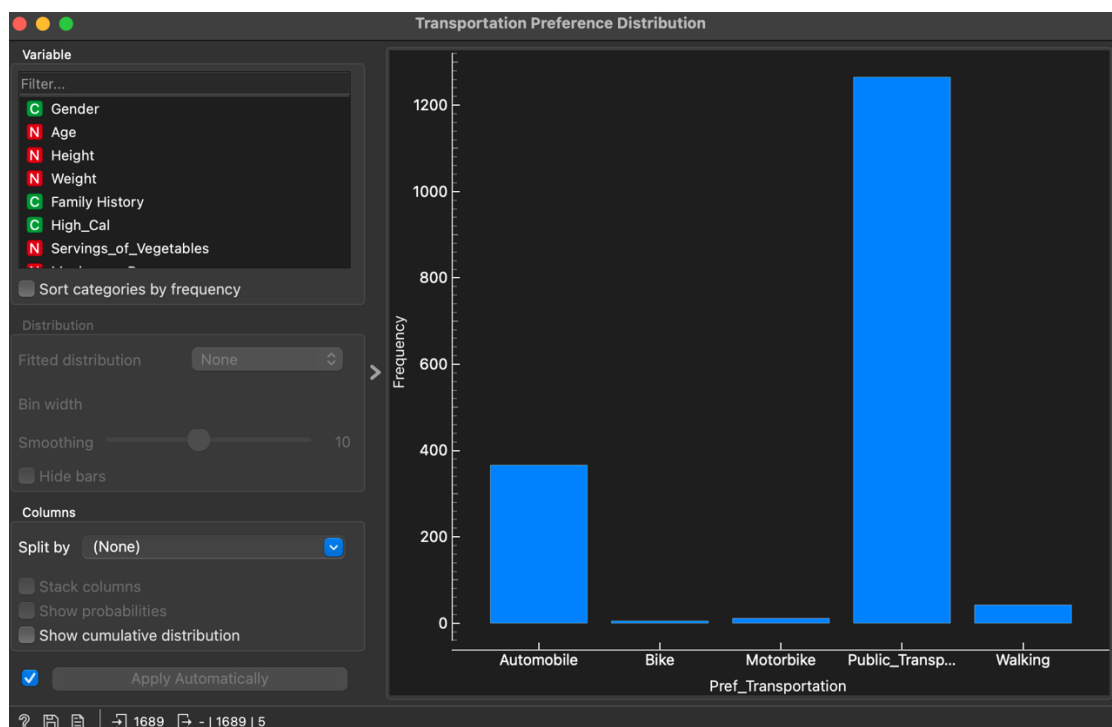 Transportation Preference Distribution
Variable
Filter...
C Gender
N Age
N Height
N Weight
C Family History
C High_Cal
N Servings_of_Vegetables
Sort categories by frequency
Distribution
Fitted distribution None
Bin width
Smoothing 10
Hide bars
Columns
Split by (None)
Stack columns
Show probabilities
Show cumulative distribution
Apply Automatically
? 1689 - | 1689 | 5
Frequency
1200
1000
800
600
400
200
0
Automobile Bike Motorbike Public_Transp... Walking
Pref_Transportation